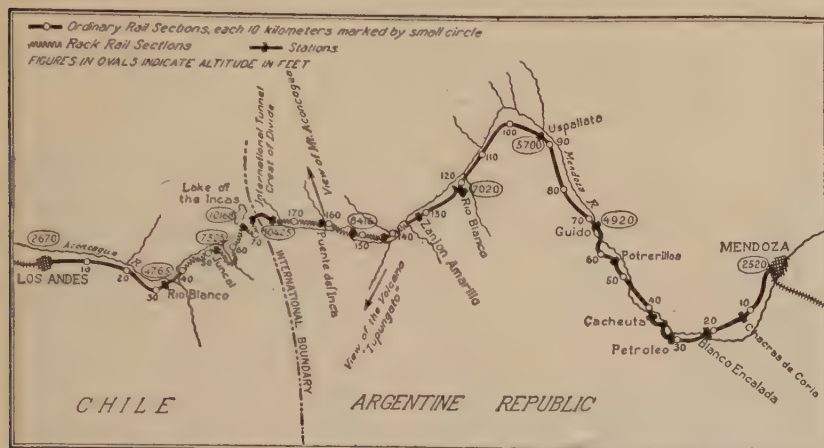 Ordinary Rail Sections, each 10 kilometers marked by small circle
Rack Rail Sections
Stations
FIGURES IN OVALS INDICATE ALTITUDE IN FEET
View of Mt. Aconcagua
International Tunnel
Crest of Divide
Lake of
the Incas
2670
Aconcagua R.
LOS ANDES
10
20
30
4765
Rio Blanco
40
50
7325
Juncal
60
10168
70
10425
170
160
Puente del Inca
8416
150
140
View of the Volcano
"Tupungato"
130
Zanjon Amarillo
120
7020
Rio Blanco
110
100
Uspallata
5700
90
Mendoza R.
80
70
4920
Guido
60
Potrerillos
50
40
Cacheuta
Petroleo
30
20
Blanco Encalada
10
Chacras de Coria
MENDOZA
2520
INTERNATIONAL
BOUNDARY
CHILE
ARGENTINE REPUBLIC